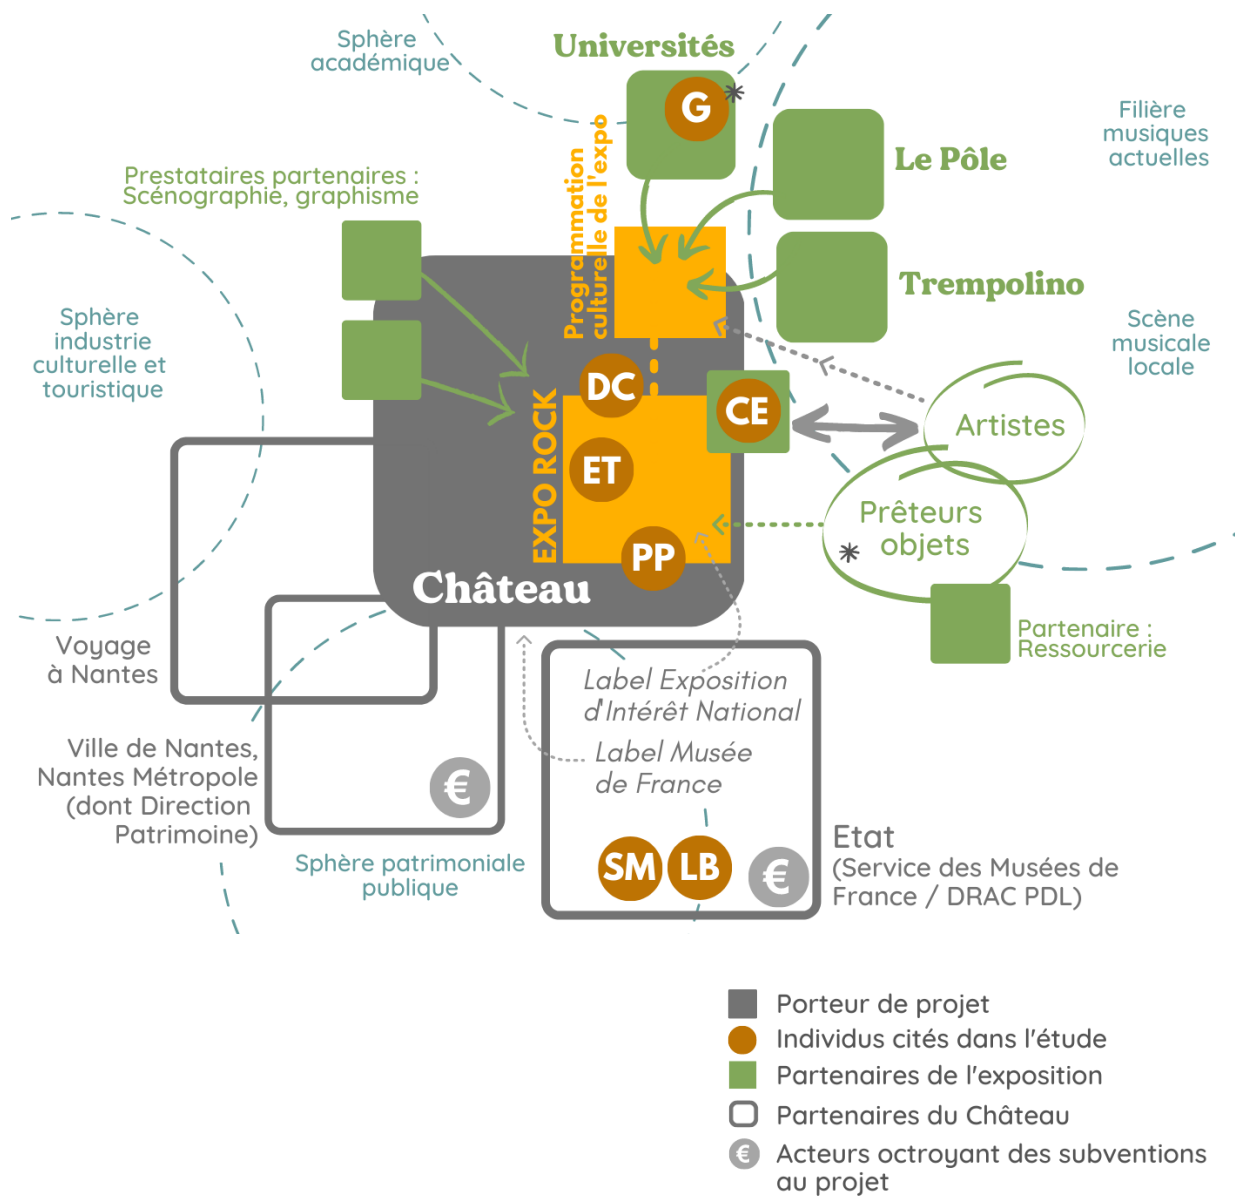 Sphère
académique
Universités
G
Filière
musiques
actuelles
Le Pôle
Programmation
culturelle de l'expo
Prestataires partenaires :
Scénographie, graphisme
Trempolino
Sphère
industrie
culturelle et
touristique
Scène
musicale
locale
DC
CE
Artistes
EXPO ROCK
ET
Prêteurs
objets
PP
Château
Partenaire :
Ressourcerie
Voyage
à Nantes
Label Exposition
d'Intérêt National
Label Musée
de France
Ville de Nantes,
Nantes Métropole
(dont Direction
Patrimoine)
€
Sphère patrimoniale
publique
SM
LB
€
Etat
(Service des Musées de
France / DRAC PDL)
Porteur de projet
Individus cités dans l'étude
Partenaires de l'exposition
Partenaires du Château
€
Acteurs octroyant des subventions
au projet